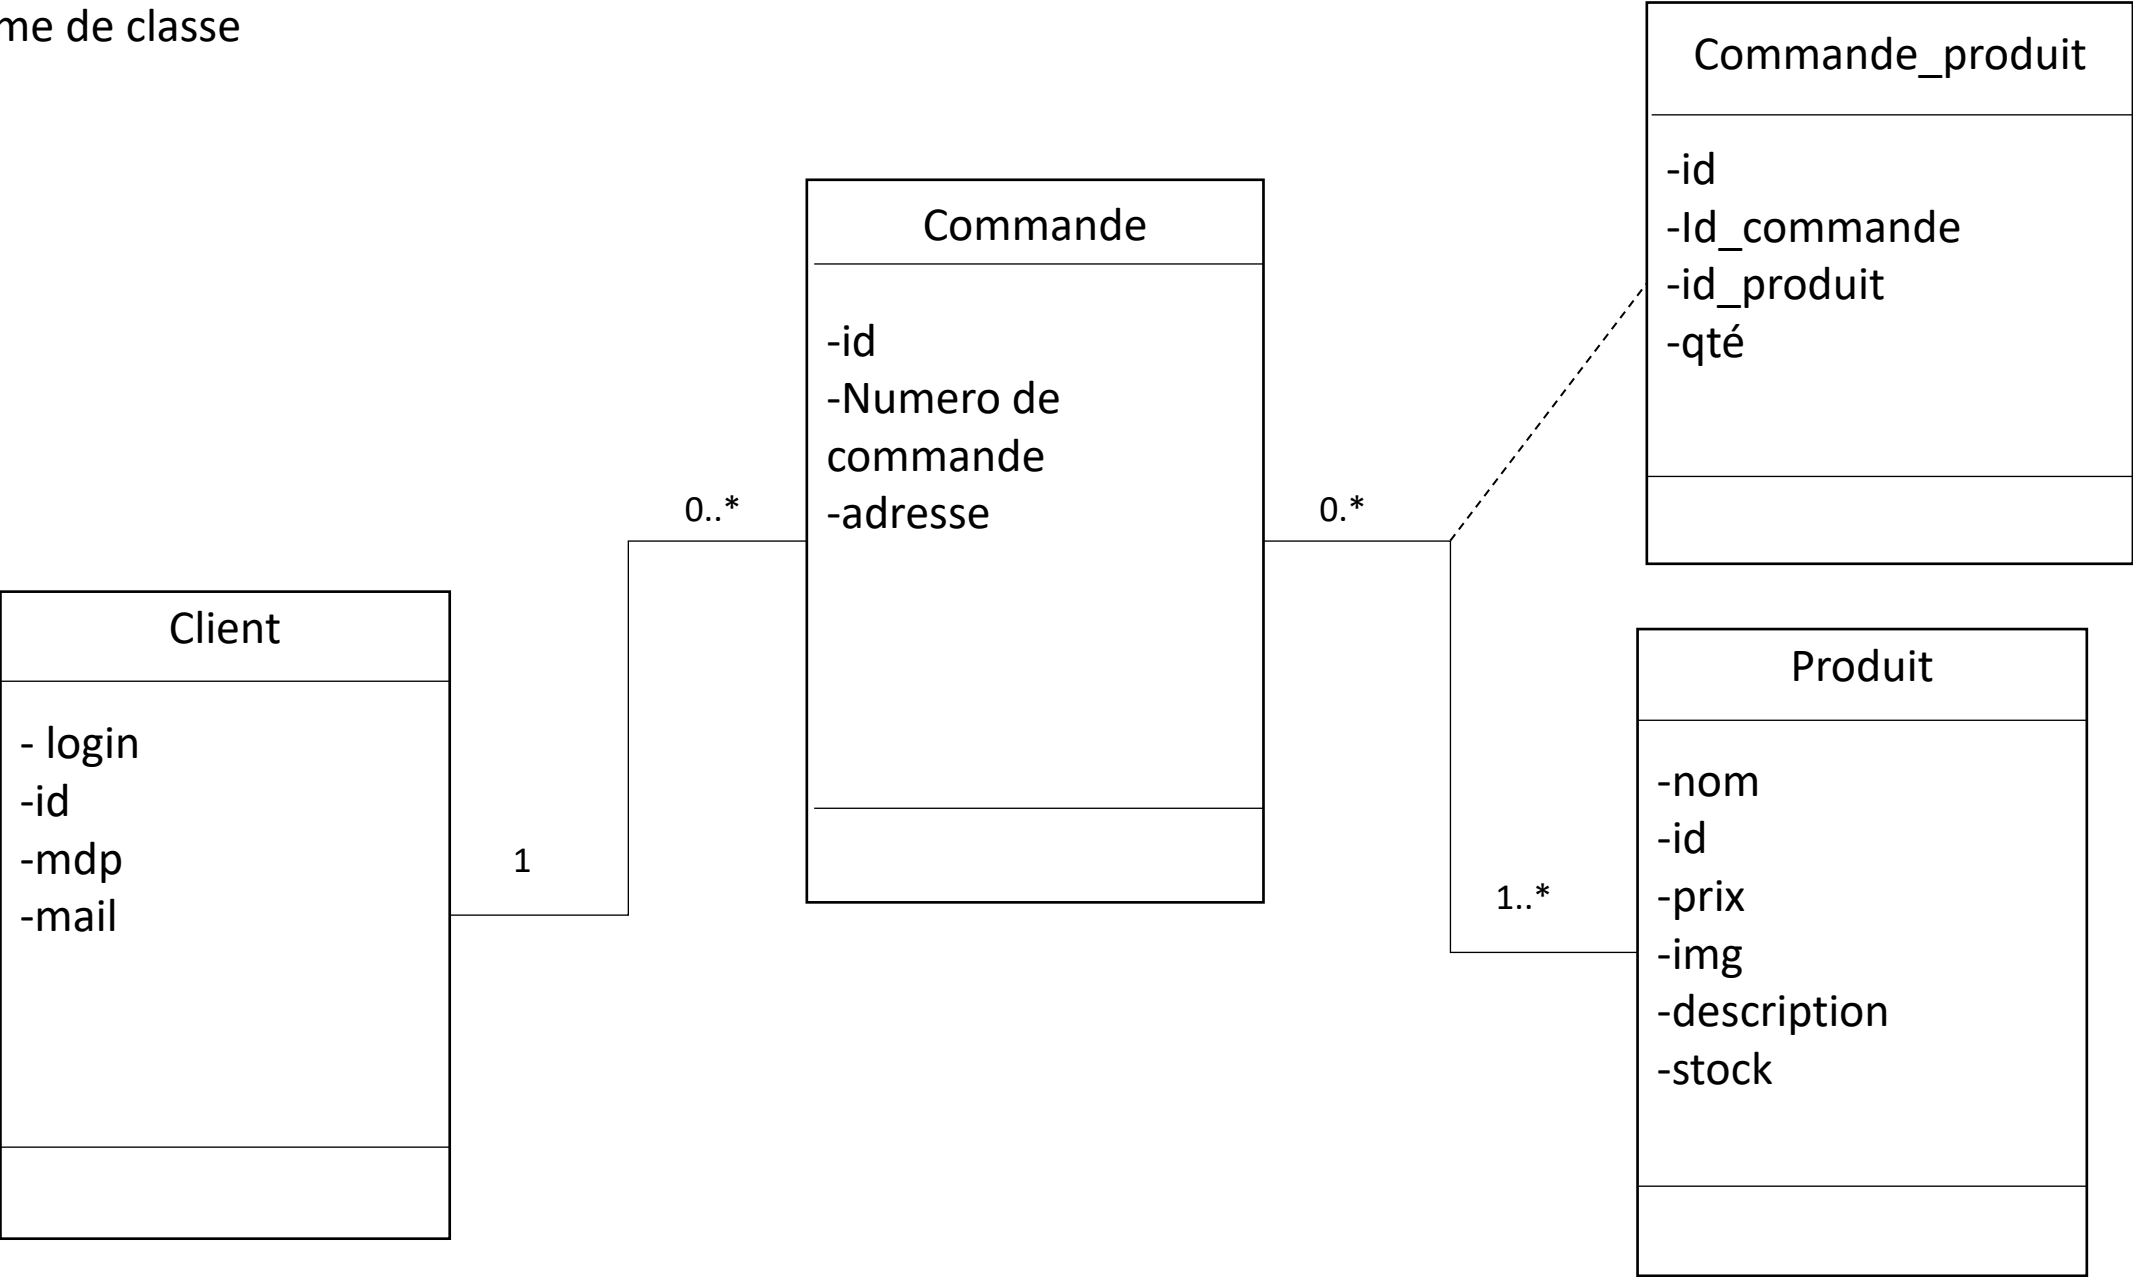 me de classe
Commande_produit
-id
-Id_commande
-id_produit
-qté
Commande
-id
-Numero de
commande
-adresse
0..*
0.*
Client
- login
-id
-mdp
-mail
1
Produit
-nom
-id
-prix
-img
-description
-stock
1..*